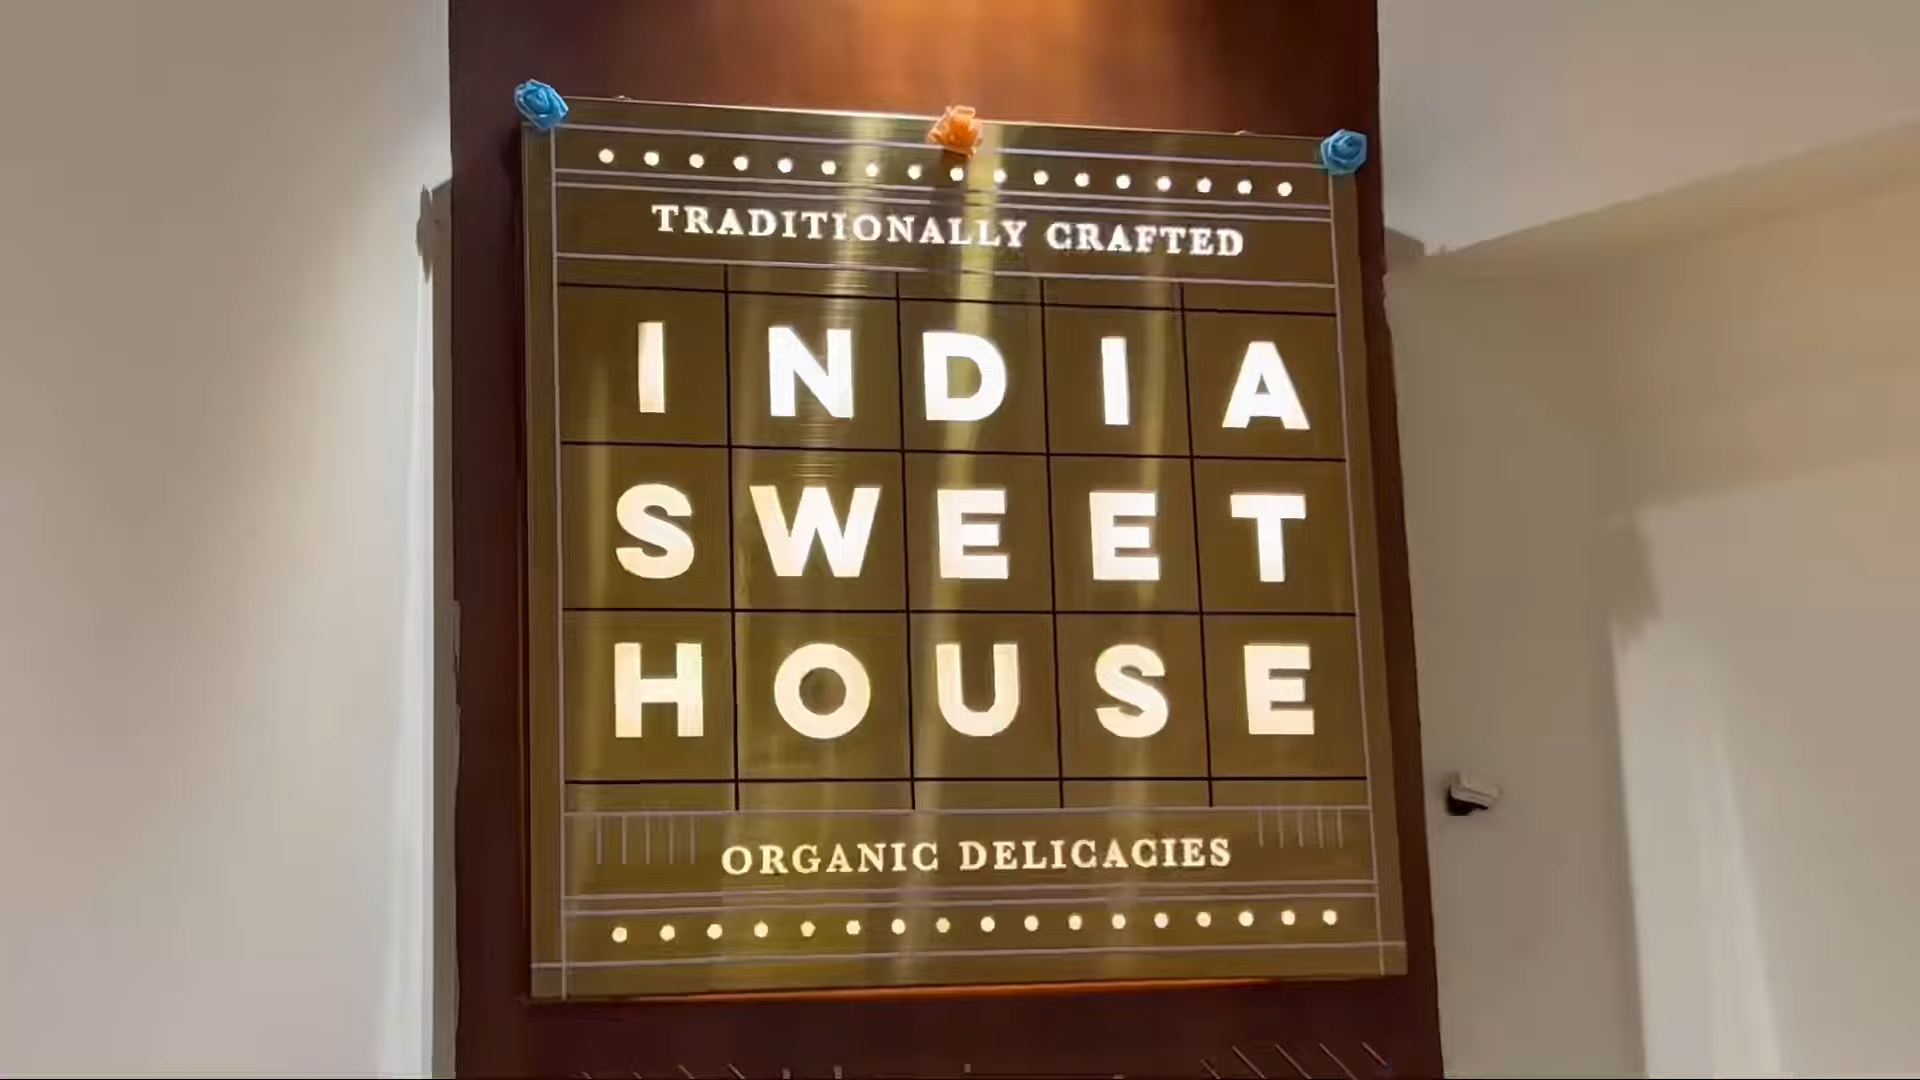 TRADITIONALLY CRAFTED
INDIA
SWEET
HOUSE
ORGANIC DELICACIES